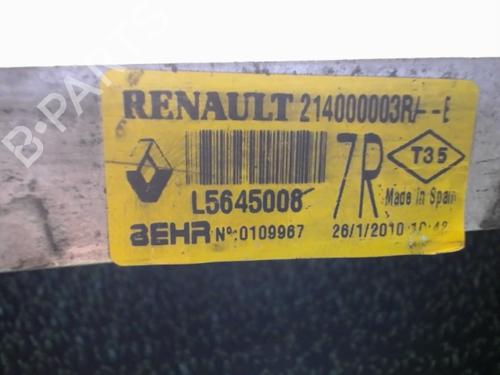 B-PARTS
RENAULT 214000003R/--E
L5645008
7R
T35
Made in Spain
BEHR Nº:0109967
26/1/2010